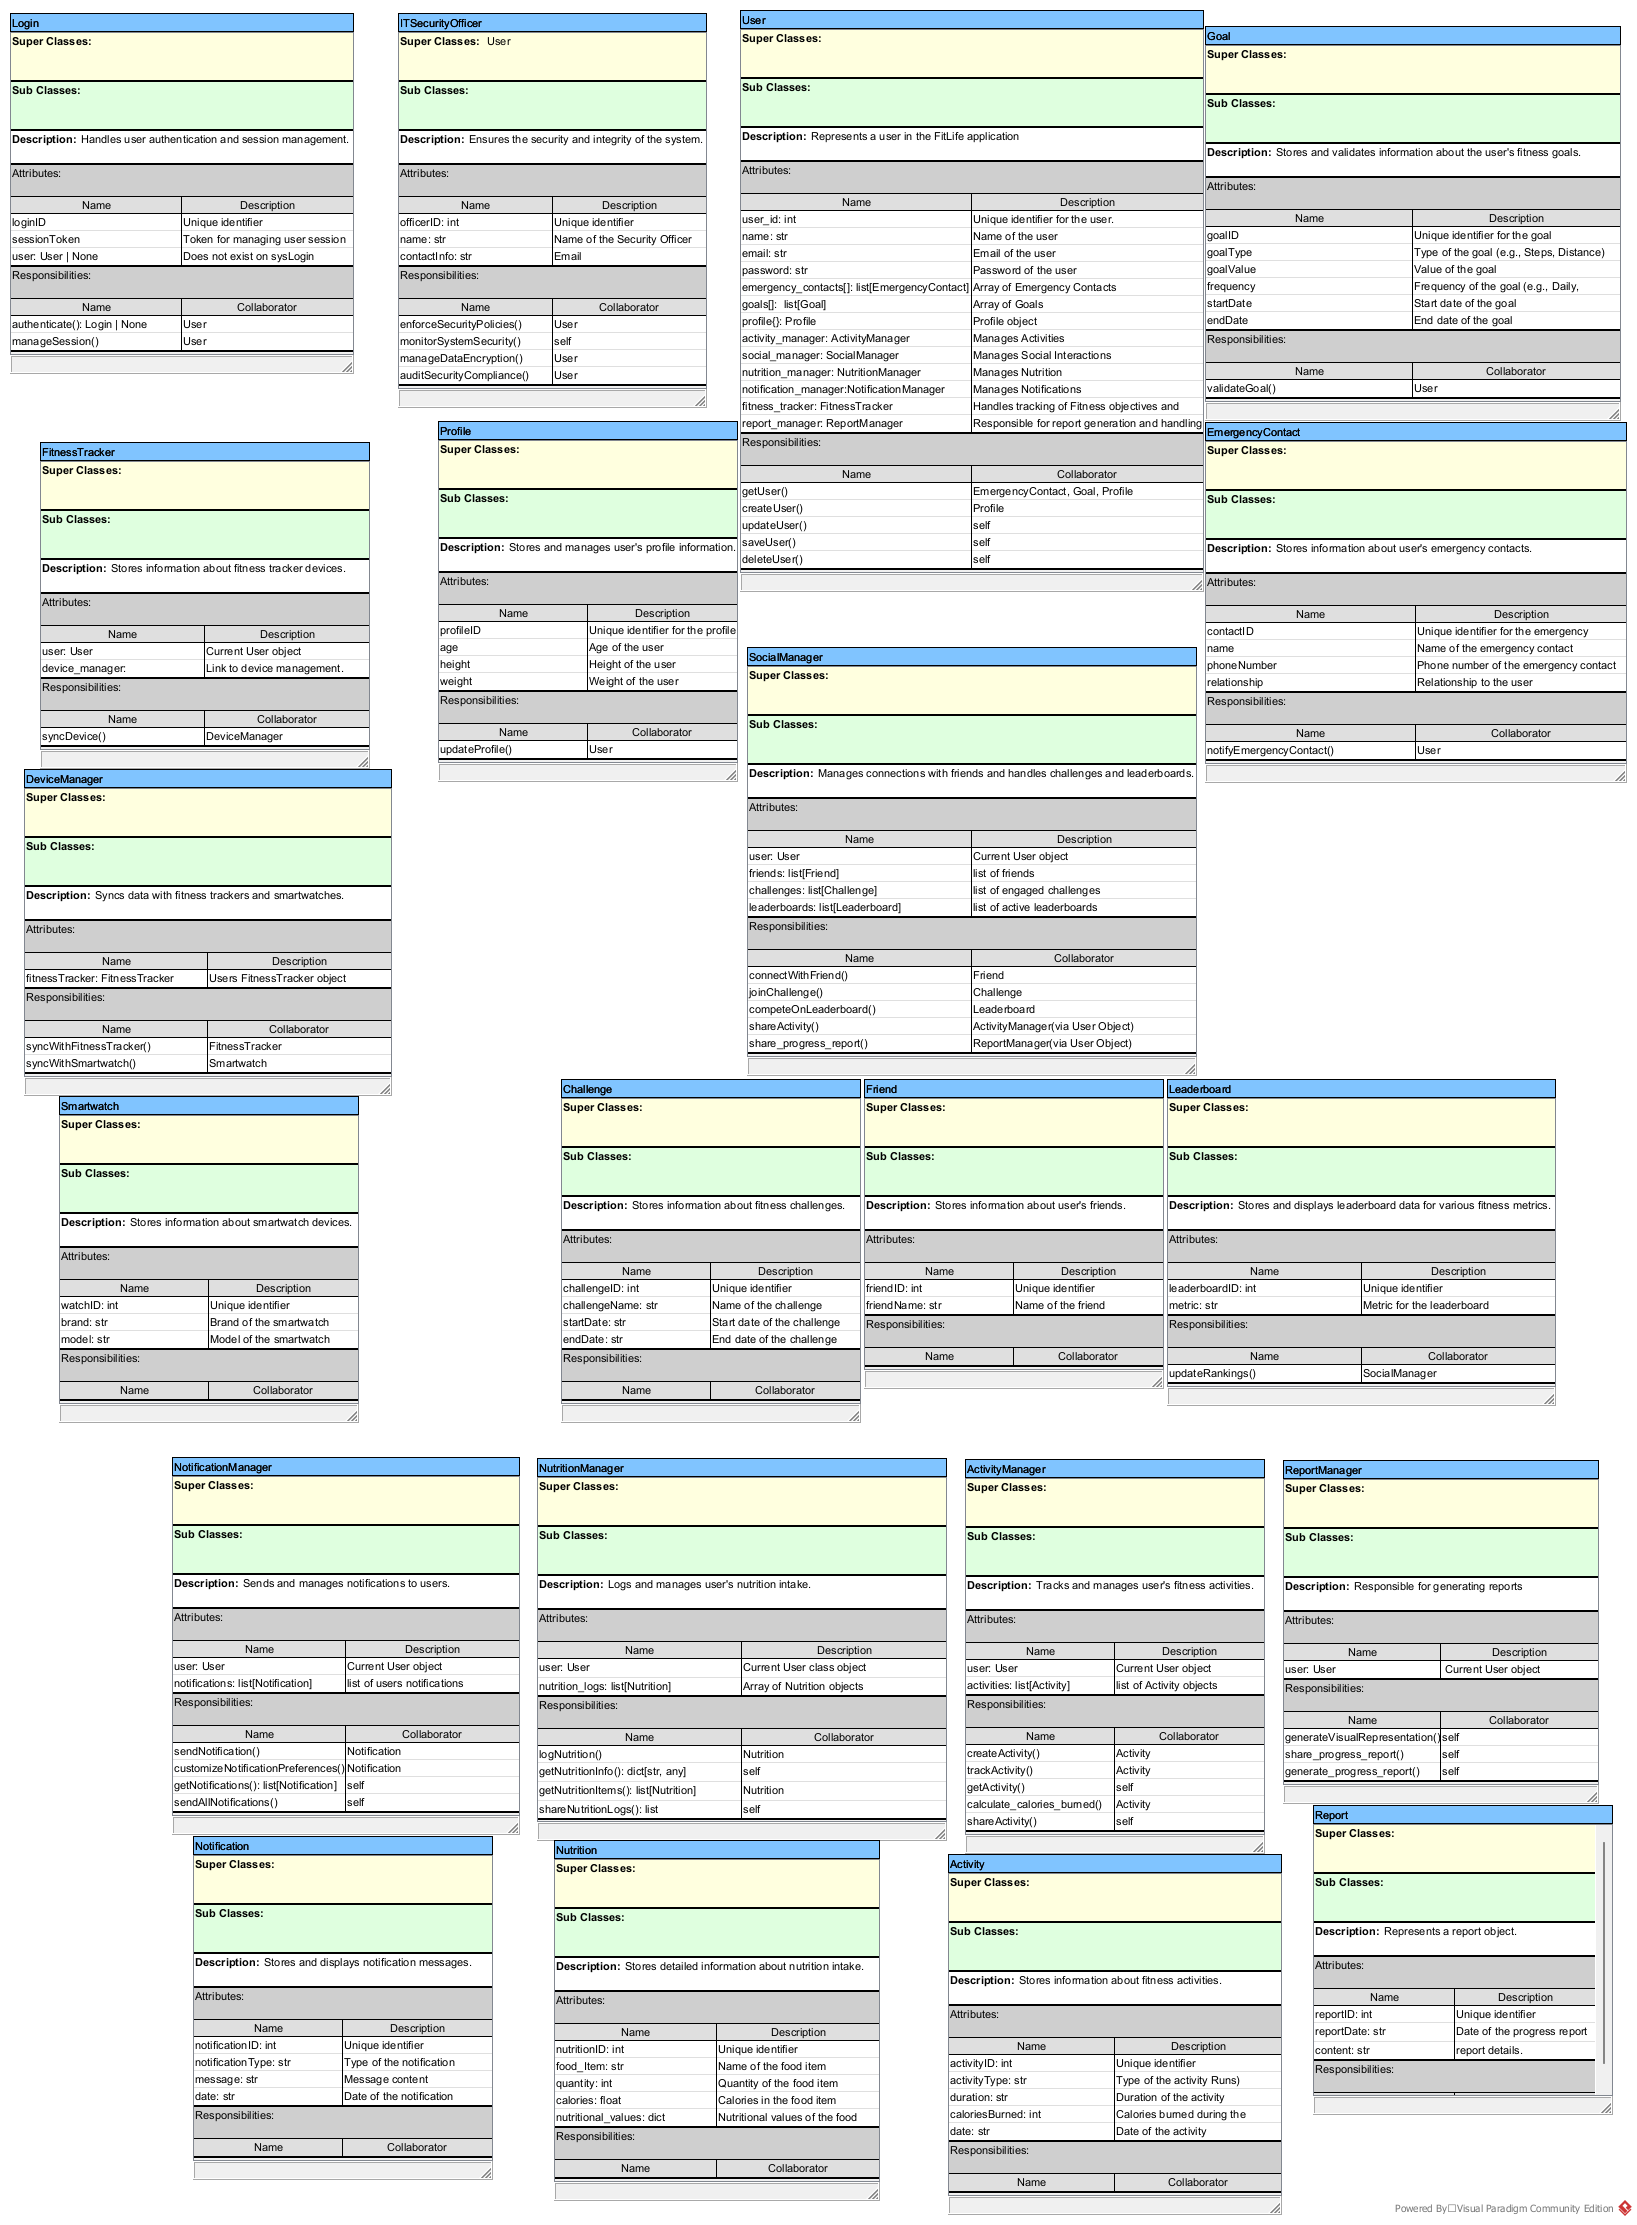 Login
Super Classes:
Sub Classes:
Description: Handles user authentication and session management.
Attributes:
Name Description
loginID Unique identifier
sessionToken Token for managing user session
user: User | None Does not exist on sysLogin
Responsibilities:
Name Collaborator
authenticate(): Login | None User
manageSession() User
ITSecurityOfficer
Super Classes: User
Sub Classes:
Description: Ensures the security and integrity of the system.
Attributes:
Name Description
officerID: int Unique identifier
name: str Name of the Security Officer
contactInfo: str Email
Responsibilities:
Name Collaborator
enforceSecurityPolicies() User
monitorSystemSecurity() self
manageDataEncryption() User
auditSecurityCompliance() User
User
Super Classes:
Sub Classes:
Description: Represents a user in the FitLife application
Attributes:
Name Description
user_id: int Unique identifier for the user.
name: str Name of the user
email: str Email of the user
password: str Password of the user
emergency_contacts[]: list[EmergencyContact] Array of Emergency Contacts
goals[]: list[Goal] Array of Goals
profile{}: Profile Profile object
activity_manager: ActivityManager Manages Activities
social_manager: SocialManager Manages Social Interactions
nutrition_manager: NutritionManager Manages Nutrition
notification_manager:NotificationManager Manages Notifications
fitness_tracker: FitnessTracker Handles tracking of Fitness objectives and
report_manager: ReportManager Responsible for report generation and handling
Responsibilities:
Name Collaborator
getUser() EmergencyContact, Goal, Profile
createUser() Profile
updateUser() self
saveUser() self
deleteUser() self
Goal
Super Classes:
Sub Classes:
Description: Stores and validates information about the user's fitness goals.
Attributes:
Name Description
goalID Unique identifier for the goal
goalType Type of the goal (e.g., Steps, Distance)
goalValue Value of the goal
frequency Frequency of the goal (e.g., Daily,
startDate Start date of the goal
endDate End date of the goal
Responsibilities:
Name Collaborator
validateGoal() User
FitnessTracker
Super Classes:
Sub Classes:
Description: Stores information about fitness tracker devices.
Attributes:
Name Description
user: User Current User object
device_manager: Link to device management.
Responsibilities:
Name Collaborator
syncDevice() DeviceManager
Profile
Super Classes:
Sub Classes:
Description: Stores and manages user's profile information.
Attributes:
Name Description
profileID Unique identifier for the profile
age Age of the user
height Height of the user
weight Weight of the user
Responsibilities:
Name Collaborator
updateProfile() User
EmergencyContact
Super Classes:
Sub Classes:
Description: Stores information about user's emergency contacts.
Attributes:
Name Description
contactID Unique identifier for the emergency
name Name of the emergency contact
phoneNumber Phone number of the emergency contact
relationship Relationship to the user
Responsibilities:
Name Collaborator
notifyEmergencyContact() User
SocialManager
Super Classes:
Sub Classes:
Description: Manages connections with friends and handles challenges and leaderboards.
Attributes:
Name Description
user: User Current User object
friends: list[Friend] list of friends
challenges: list[Challenge] list of engaged challenges
leaderboards: list[Leaderboard] list of active leaderboards
Responsibilities:
Name Collaborator
connectWithFriend() Friend
joinChallenge() Challenge
competeOnLeaderboard() Leaderboard
shareActivity() ActivityManager(via User Object)
share_progress_report() ReportManager(via User Object)
DeviceManager
Super Classes:
Sub Classes:
Description: Syncs data with fitness trackers and smartwatches.
Attributes:
Name Description
fitnessTracker: FitnessTracker Users FitnessTracker object
Responsibilities:
Name Collaborator
syncWithFitnessTracker() FitnessTracker
syncWithSmartwatch() Smartwatch
Smartwatch
Super Classes:
Sub Classes:
Description: Stores information about smartwatch devices.
Attributes:
Name Description
watchID: int Unique identifier
brand: str Brand of the smartwatch
model: str Model of the smartwatch
Responsibilities:
Name Collaborator
Challenge
Super Classes:
Sub Classes:
Description: Stores information about fitness challenges.
Attributes:
Name Description
challengeID: int Unique identifier
challengeName: str Name of the challenge
startDate: str Start date of the challenge
endDate: str End date of the challenge
Responsibilities:
Name Collaborator
Friend
Super Classes:
Sub Classes:
Description: Stores information about user's friends.
Attributes:
Name Description
friendID: int Unique identifier
friendName: str Name of the friend
Responsibilities:
Name Collaborator
Leaderboard
Super Classes:
Sub Classes:
Description: Stores and displays leaderboard data for various fitness metrics.
Attributes:
Name Description
leaderboardID: int Unique identifier
metric: str Metric for the leaderboard
Responsibilities:
Name Collaborator
updateRankings() SocialManager
NotificationManager
Super Classes:
Sub Classes:
Description: Sends and manages notifications to users.
Attributes:
Name Description
user: User Current User object
notifications: list[Notification] list of users notifications
Responsibilities:
Name Collaborator
sendNotification() Notification
customizeNotificationPreferences() Notification
getNotifications(): list[Notification] self
sendAllNotifications() self
NutritionManager
Super Classes:
Sub Classes:
Description: Logs and manages user's nutrition intake.
Attributes:
Name Description
user: User Current User class object
nutrition_logs: list[Nutrition] Array of Nutrition objects
Responsibilities:
Name Collaborator
logNutrition() Nutrition
getNutritionInfo(): dict[str, any] self
getNutritionItems(): list[Nutrition] Nutrition
shareNutritionLogs(): list self
ActivityManager
Super Classes:
Sub Classes:
Description: Tracks and manages user's fitness activities.
Attributes:
Name Description
user: User Current User object
activities: list[Activity] list of Activity objects
Responsibilities:
Name Collaborator
createActivity() Activity
trackActivity() Activity
getActivity() self
calculate_calories_burned() Activity
shareActivity() self
ReportManager
Super Classes:
Sub Classes:
Description: Responsible for generating reports
Attributes:
Name Description
user: User Current User object
Responsibilities:
Name Collaborator
generateVisualRepresentation() self
share_progress_report() self
generate_progress_report() self
Notification
Super Classes:
Sub Classes:
Description: Stores and displays notification messages.
Attributes:
Name Description
notificationID: int Unique identifier
notificationType: str Type of the notification
message: str Message content
date: str Date of the notification
Responsibilities:
Name Collaborator
Nutrition
Super Classes:
Sub Classes:
Description: Stores detailed information about nutrition intake.
Attributes:
Name Description
nutritionID: int Unique identifier
food_Item: str Name of the food item
quantity: int Quantity of the food item
calories: float Calories in the food item
nutritional_values: dict Nutritional values of the food
Responsibilities:
Name Collaborator
Activity
Super Classes:
Sub Classes:
Description: Stores information about fitness activities.
Attributes:
Name Description
activityID: int Unique identifier
activityType: str Type of the activity Runs)
duration: str Duration of the activity
caloriesBurned: int Calories burned during the
date: str Date of the activity
Responsibilities:
Name Collaborator
Report
Super Classes:
Sub Classes:
Description: Represents a report object.
Attributes:
Name Description
reportID: int Unique identifier
reportDate: str Date of the progress report
content: str report details.
Responsibilities:
Powered By□Visual Paradigm Community Edition